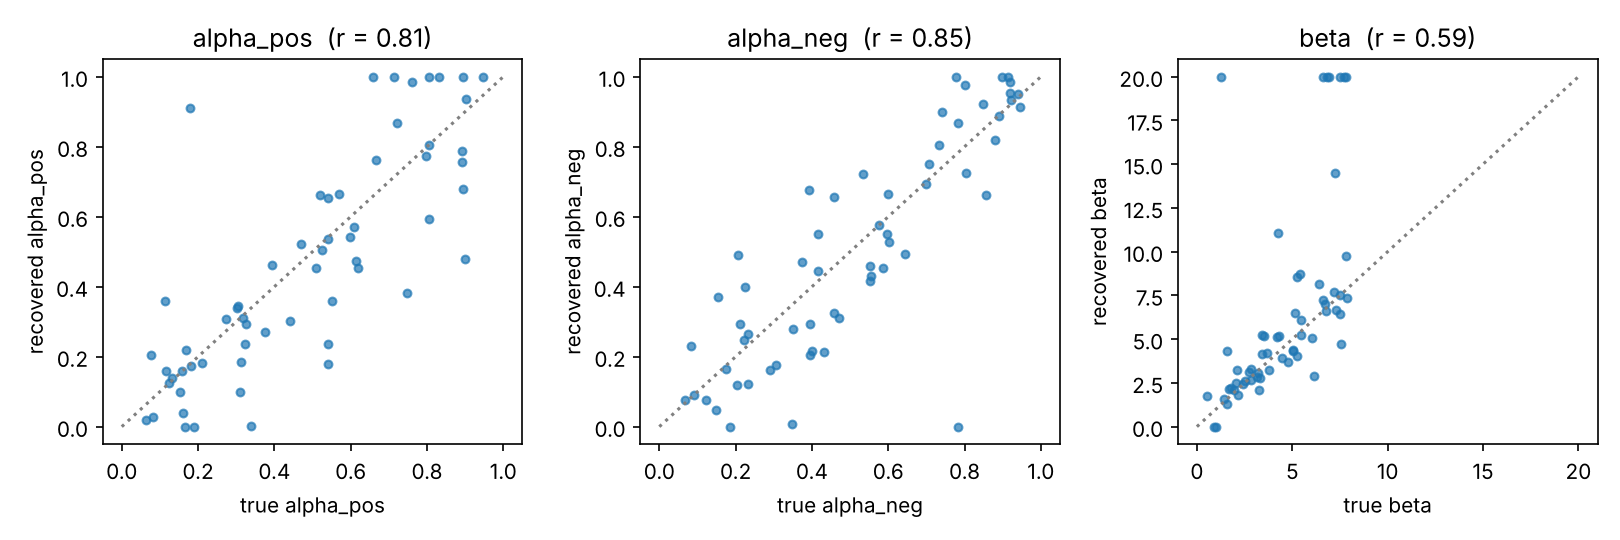 alpha_pos (r = 0.81)
recovered alpha_pos
1.0
0.8
0.6
0.4
0.2
0.0
0.0 0.2 0.4 0.6 0.8 1.0
true alpha_pos
alpha_neg (r = 0.85)
recovered alpha_neg
1.0
0.8
0.6
0.4
0.2
0.0
0.0 0.2 0.4 0.6 0.8 1.0
true alpha_neg
beta (r = 0.59)
recovered beta
20.0
17.5
15.0
12.5
10.0
7.5
5.0
2.5
0.0
0 5 10 15 20
true beta